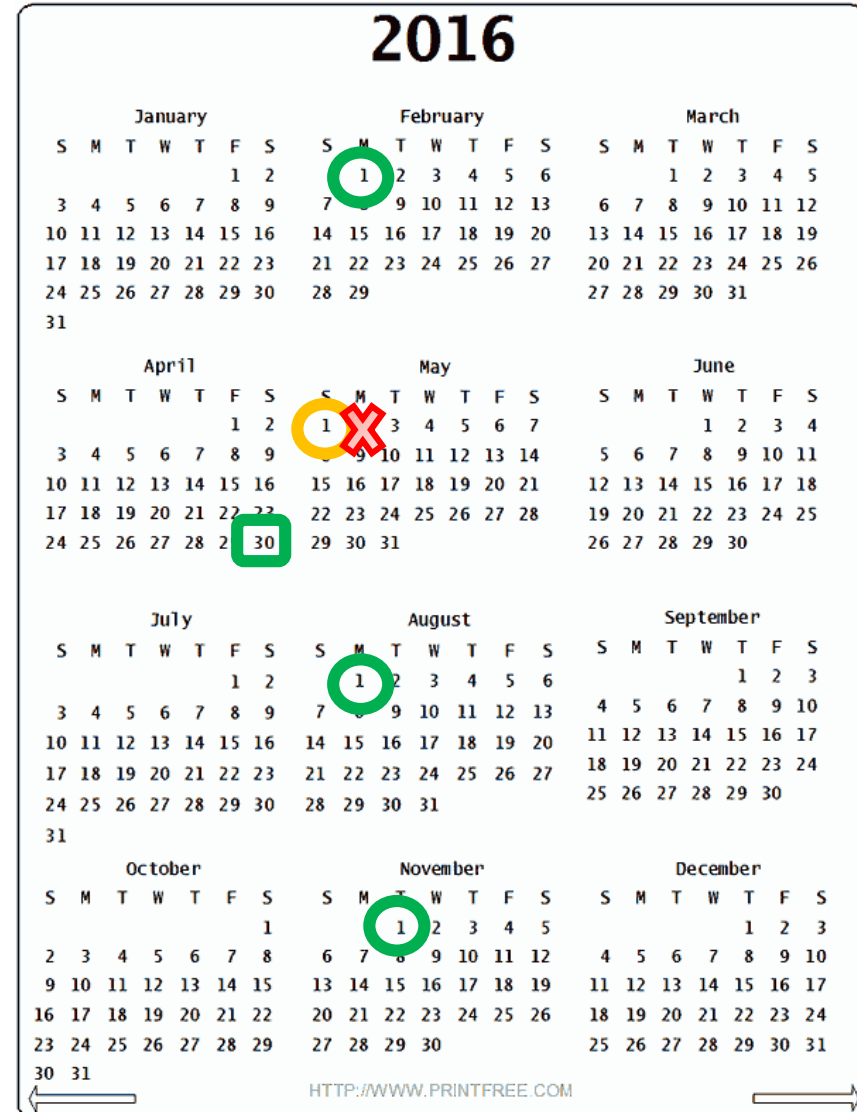 2016
January
S M T W T F S
1 2
3 4 5 6 7 8 9
10 11 12 13 14 15 16
17 18 19 20 21 22 23
24 25 26 27 28 29 30
31
February
S M T W T F S
1 2 3 4 5 6
7 8 9 10 11 12 13
14 15 16 17 18 19 20
21 22 23 24 25 26 27
28 29
March
S M T W T F S
1 2 3 4 5
6 7 8 9 10 11 12
13 14 15 16 17 18 19
20 21 22 23 24 25 26
27 28 29 30 31
April
S M T W T F S
1 2
3 4 5 6 7 8 9
10 11 12 13 14 15 16
17 18 19 20 21 22 23
24 25 26 27 28 30
May
S M T W T F S
1 3 4 5 6 7
8 9 10 11 12 13 14
15 16 17 18 19 20 21
22 23 24 25 26 27 28
29 30 31
June
S M T W T F S
1 2 3 4
5 6 7 8 9 10 11
12 13 14 15 16 17 18
19 20 21 22 23 24 25
26 27 28 29 30
July
S M T W T F S
1 2
3 4 5 6 7 8 9
10 11 12 13 14 15 16
17 18 19 20 21 22 23
24 25 26 27 28 29 30
31
August
S M T W T F S
1 2 3 4 5 6
7 8 9 10 11 12 13
14 15 16 17 18 19 20
21 22 23 24 25 26 27
28 29 30 31
September
S M T W T F S
1 2 3
4 5 6 7 8 9 10
11 12 13 14 15 16 17
18 19 20 21 22 23 24
25 26 27 28 29 30
October
S M T W T F S
1
2 3 4 5 6 7 8
9 10 11 12 13 14 15
16 17 18 19 20 21 22
23 24 25 26 27 28 29
30 31
November
S M T W T F S
1 2 3 4 5
6 7 8 9 10 11 12
13 14 15 16 17 18 19
20 21 22 23 24 25 26
27 28 29 30
December
S M T W T F S
1 2 3
4 5 6 7 8 9 10
11 12 13 14 15 16 17
18 19 20 21 22 23 24
25 26 27 28 29 30 31
HTTP://WWW.PRINTFREE.COM